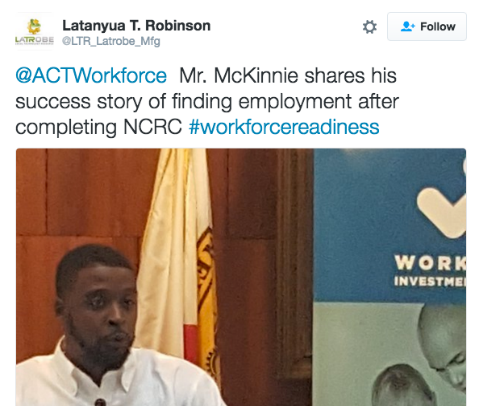 Latanyua T. Robinson
@LTR_Latrobe_Mfg
LATROBE
Follow
@ACTWorkforce Mr. McKinnie shares his
success story of finding employment after
completing NCRC #workforcereadiness
WORK
INVESTME